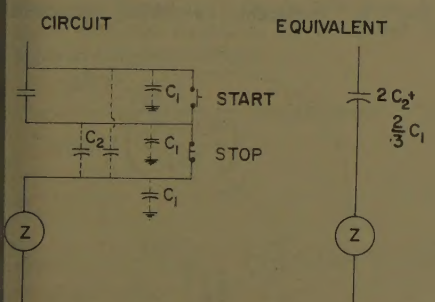 CIRCUIT
EQUIVALENT
C₁
START
C₂
C₁
STOP
C₁
Z
2 C₂+
2/3 C₁
Z